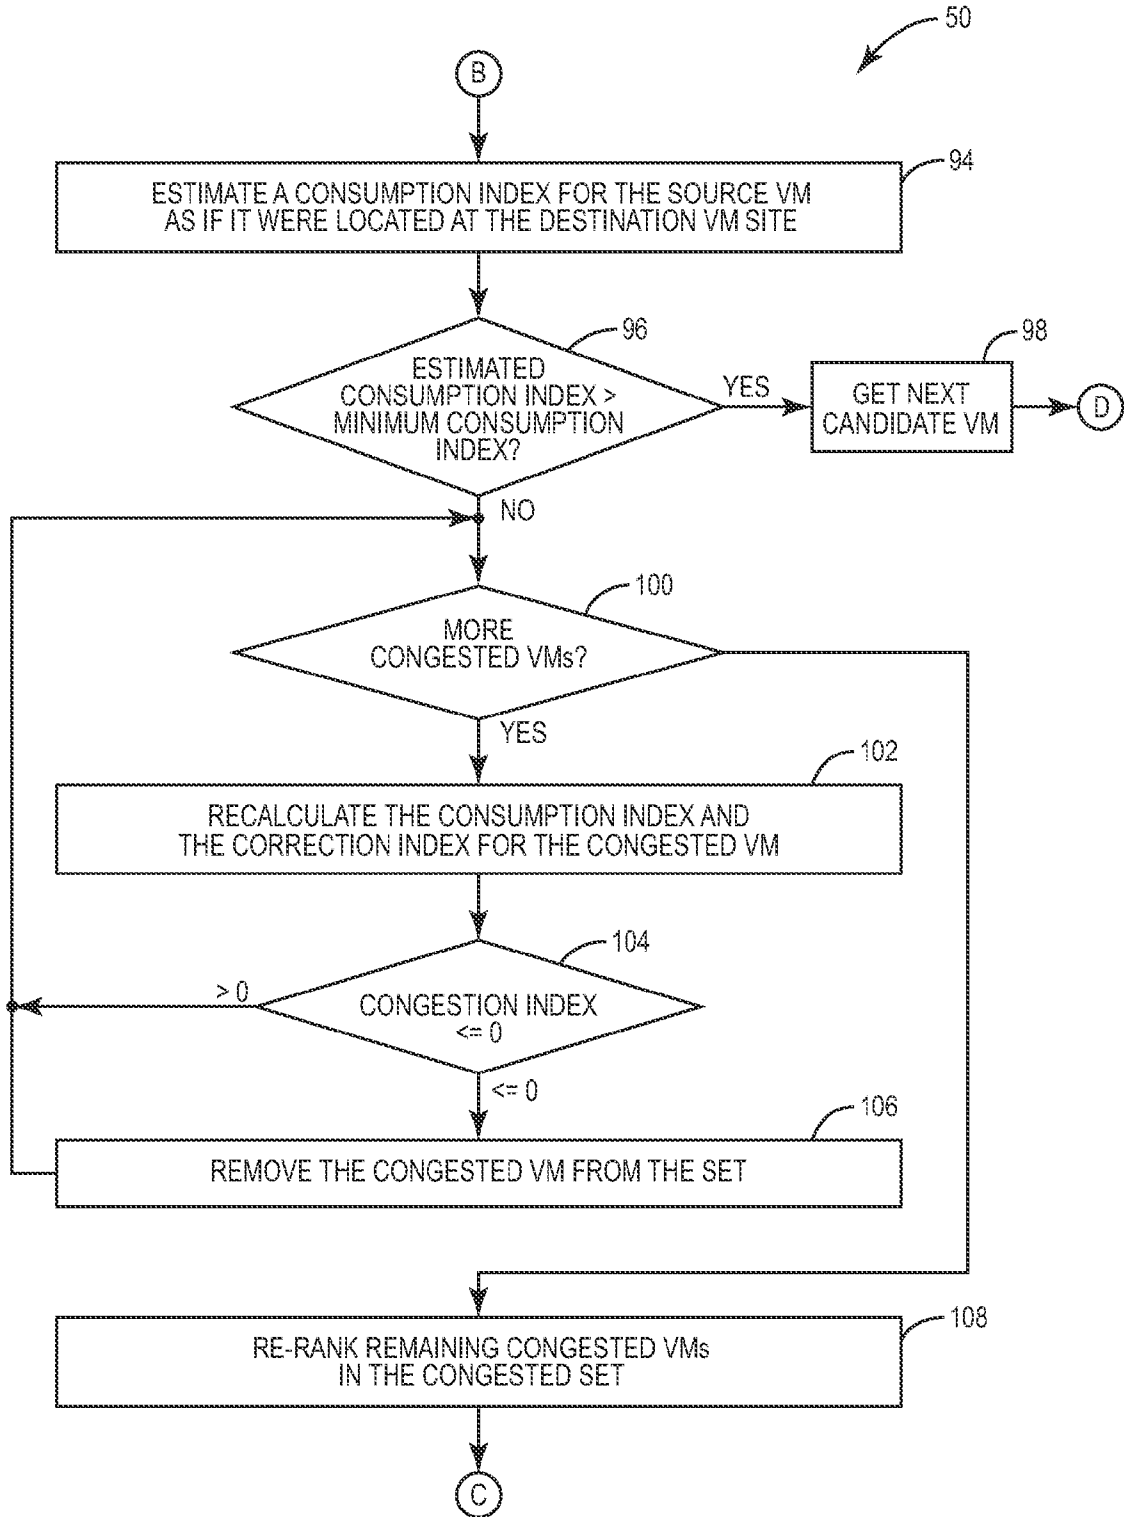 50
B
94
ESTIMATE A CONSUMPTION INDEX FOR THE SOURCE VM
AS IF IT WERE LOCATED AT THE DESTINATION VM SITE
96
ESTIMATED
CONSUMPTION INDEX >
MINIMUM CONSUMPTION
INDEX?
YES
98
GET NEXT
CANDIDATE VM
D
NO
100
MORE
CONGESTED VMs?
YES
102
RECALCULATE THE CONSUMPTION INDEX AND
THE CORRECTION INDEX FOR THE CONGESTED VM
104
> 0
CONGESTION INDEX
<= 0
<= 0
106
REMOVE THE CONGESTED VM FROM THE SET
108
RE-RANK REMAINING CONGESTED VMs
IN THE CONGESTED SET
C